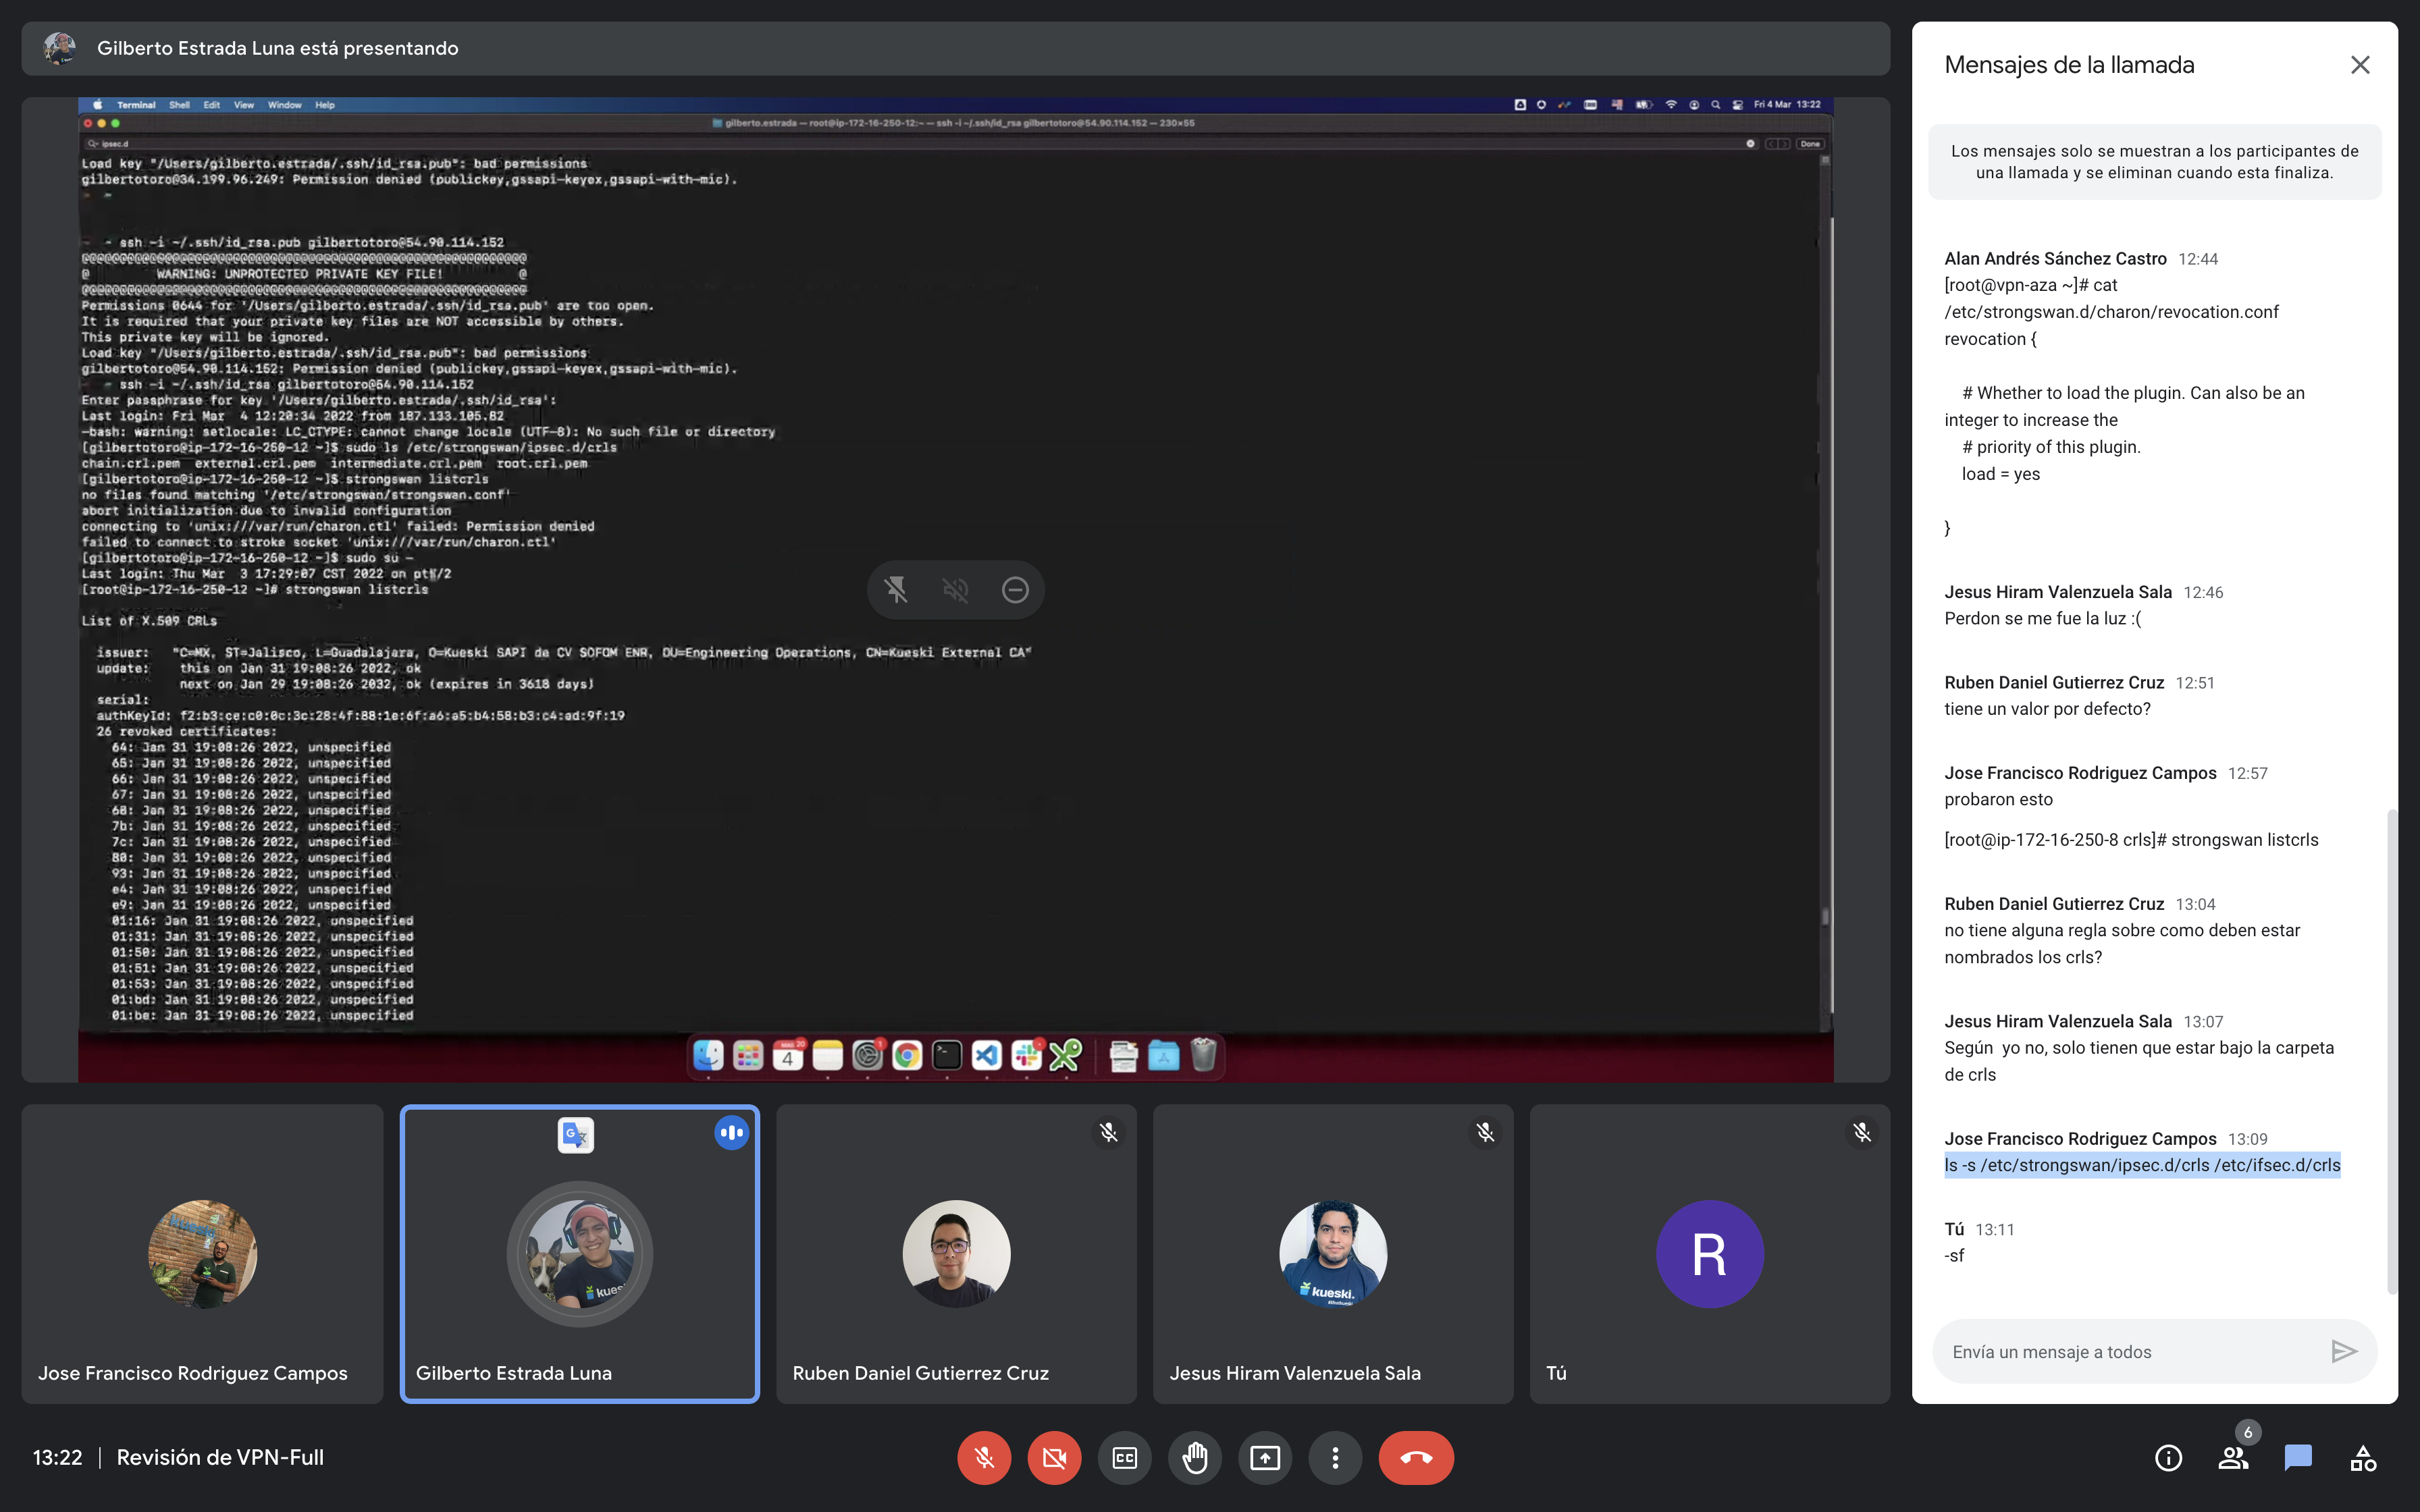 Gilberto Estrada Luna está presentando
Terminal Shell Edit View Window Help
Fri 4 Mar 13:22
gilberto.estrada — root@ip-172-16-250-12:~ — ssh -i ~/.ssh/id_rsa gilbertotoro@54.90.114.152 — 230×55
ipsec.d
Done
Load key "/Users/gilberto.estrada/.ssh/id_rsa.pub": bad permissions
gilbertotoro@34.199.96.249: Permission denied (publickey,gssapi-keyex,gssapi-with-mic).
ssh -i ~/.ssh/id_rsa.pub gilbertotoro@54.90.114.152
@@@@@@@@@@@@@@@@@@@@@@@@@@@@@@@@@@@@@@@@@@@@@@@@@@@@@@@@@@@
@         WARNING: UNPROTECTED PRIVATE KEY FILE!          @
@@@@@@@@@@@@@@@@@@@@@@@@@@@@@@@@@@@@@@@@@@@@@@@@@@@@@@@@@@@
Permissions 0644 for '/Users/gilberto.estrada/.ssh/id_rsa.pub' are too open.
It is required that your private key files are NOT accessible by others.
This private key will be ignored.
Load key "/Users/gilberto.estrada/.ssh/id_rsa.pub": bad permissions
gilbertotoro@54.90.114.152: Permission denied (publickey,gssapi-keyex,gssapi-with-mic).
ssh -i ~/.ssh/id_rsa gilbertotoro@54.90.114.152
Enter passphrase for key '/Users/gilberto.estrada/.ssh/id_rsa':
Last login: Fri Mar  4 12:20:34 2022 from 187.133.105.82
-bash: warning: setlocale: LC_CTYPE: cannot change locale (UTF-8): No such file or directory
[gilbertotoro@ip-172-16-250-12 ~]$ sudo ls /etc/strongswan/ipsec.d/crls
chain.crl.pem  external.crl.pem  intermediate.crl.pem  root.crl.pem
[gilbertotoro@ip-172-16-250-12 ~]$ strongswan listcrls
no files found matching '/etc/strongswan/strongswan.conf'
abort initialization due to invalid configuration
connecting to 'unix:///var/run/charon.ctl' failed: Permission denied
failed to connect to stroke socket 'unix:///var/run/charon.ctl'
[gilbertotoro@ip-172-16-250-12 ~]$ sudo su -
Last login: Thu Mar  3 17:29:07 CST 2022 on pts/2
[root@ip-172-16-250-12 ~]# strongswan listcrls
List of X.509 CRLs
issuer:   "C=MX, ST=Jalisco, L=Guadalajara, O=Kueski SAPI de CV SOFOM ENR, OU=Engineering Operations, CN=Kueski External CA"
update:    this on Jan 31 19:08:26 2022, ok
next on Jan 29 19:08:26 2032, ok (expires in 3618 days)
serial:
authKeyId: f2:b3:ce:c0:0c:3c:28:4f:88:1e:6f:a6:a5:b4:58:b3:c4:ad:9f:19
26 revoked certificates:
64: Jan 31 19:08:26 2022, unspecified
65: Jan 31 19:08:26 2022, unspecified
66: Jan 31 19:08:26 2022, unspecified
67: Jan 31 19:08:26 2022, unspecified
68: Jan 31 19:08:26 2022, unspecified
7b: Jan 31 19:08:26 2022, unspecified
7c: Jan 31 19:08:26 2022, unspecified
80: Jan 31 19:08:26 2022, unspecified
93: Jan 31 19:08:26 2022, unspecified
e4: Jan 31 19:08:26 2022, unspecified
e9: Jan 31 19:08:26 2022, unspecified
01:16: Jan 31 19:08:26 2022, unspecified
01:31: Jan 31 19:08:26 2022, unspecified
01:50: Jan 31 19:08:26 2022, unspecified
01:51: Jan 31 19:08:26 2022, unspecified
01:53: Jan 31 19:08:26 2022, unspecified
01:bd: Jan 31 19:08:26 2022, unspecified
01:be: Jan 31 19:08:26 2022, unspecified
Jose Francisco Rodriguez Campos
Gilberto Estrada Luna
Ruben Daniel Gutierrez Cruz
kueski.
Jesus Hiram Valenzuela Sala
R
Tú
13:22 | Revisión de VPN-Full
6
Mensajes de la llamada
Los mensajes solo se muestran a los participantes de
una llamada y se eliminan cuando esta finaliza.
Alan Andrés Sánchez Castro 12:44
[root@vpn-aza ~]# cat
/etc/strongswan.d/charon/revocation.conf
revocation {
# Whether to load the plugin. Can also be an
integer to increase the
# priority of this plugin.
load = yes
}
Jesus Hiram Valenzuela Sala 12:46
Perdon se me fue la luz :(
Ruben Daniel Gutierrez Cruz 12:51
tiene un valor por defecto?
Jose Francisco Rodriguez Campos 12:57
probaron esto
[root@ip-172-16-250-8 crls]# strongswan listcrls
Ruben Daniel Gutierrez Cruz 13:04
no tiene alguna regla sobre como deben estar
nombrados los crls?
Jesus Hiram Valenzuela Sala 13:07
Según  yo no, solo tienen que estar bajo la carpeta
de crls
Jose Francisco Rodriguez Campos 13:09
ls -s /etc/strongswan/ipsec.d/crls /etc/ifsec.d/crls
Tú 13:11
-sf
Envía un mensaje a todos